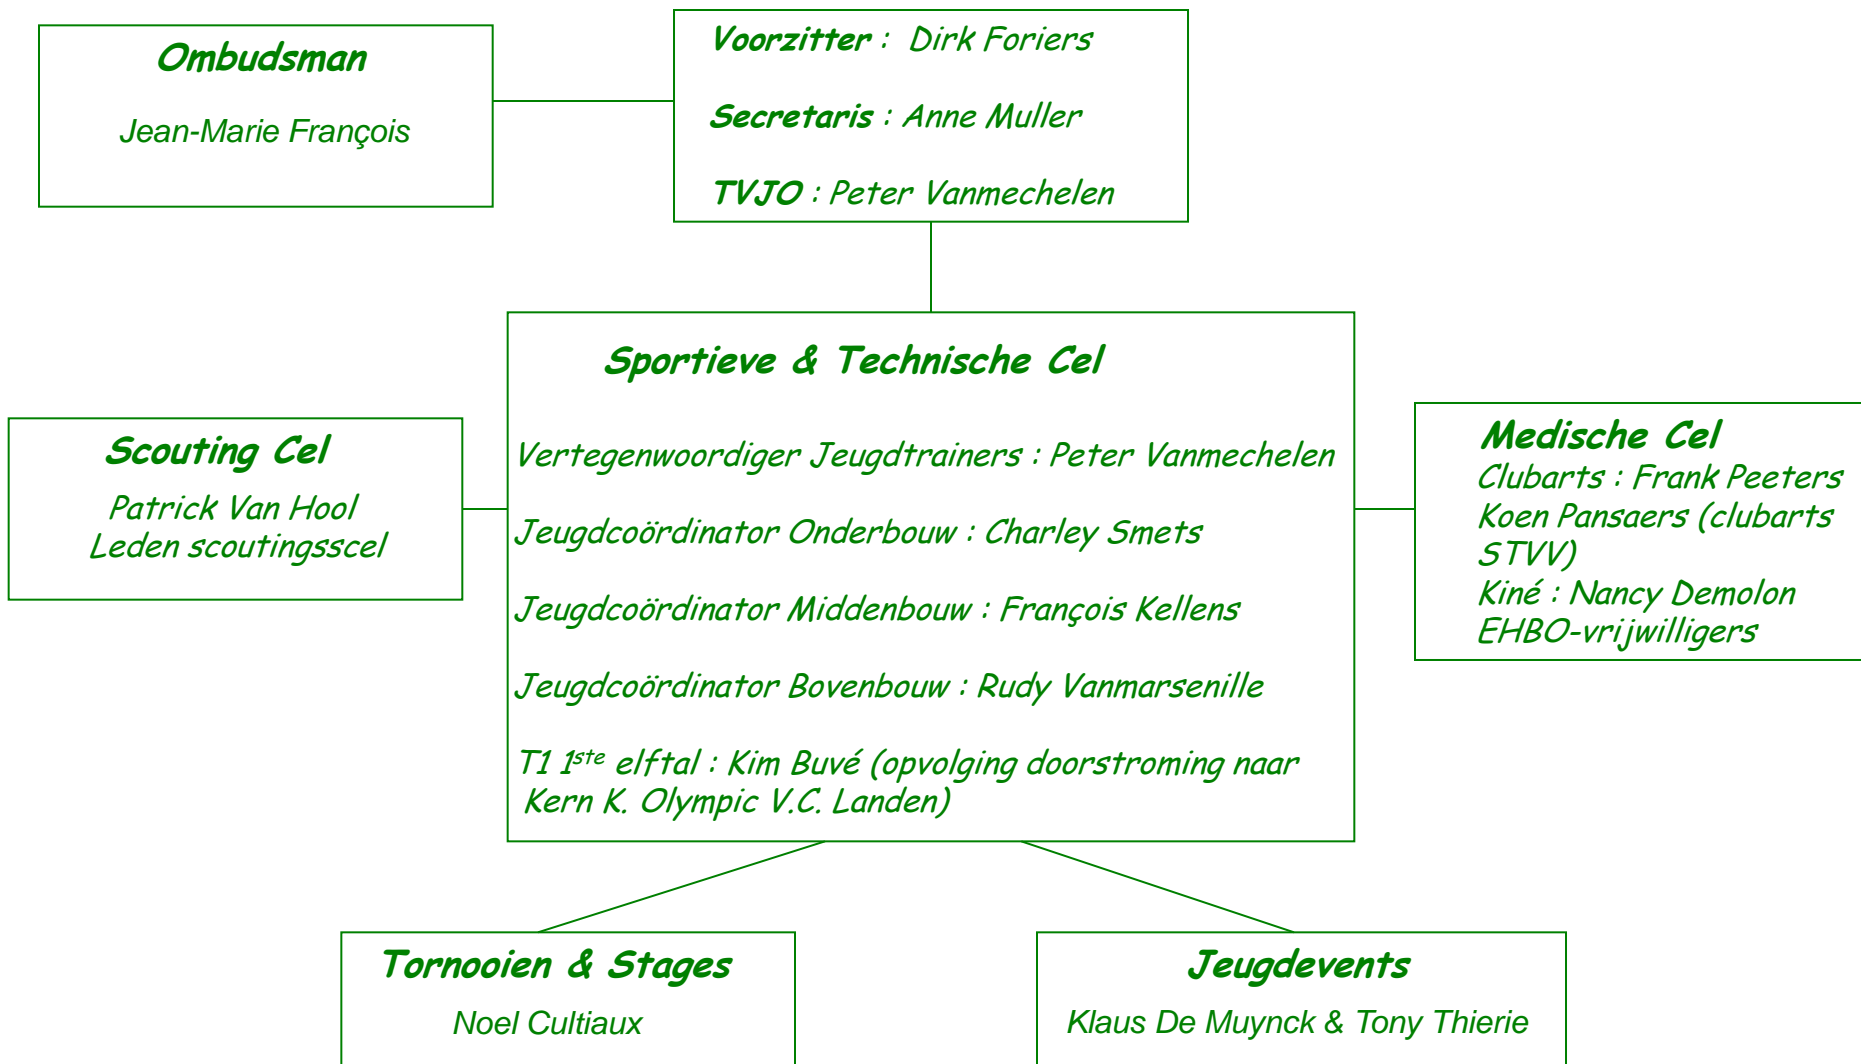 Ombudsman
Jean-Marie François
Voorzitter : Dirk Foriers
Secretaris : Anne Muller
TVJO : Peter Vanmechelen
Sportieve & Technische Cel
Vertegenwoordiger Jeugdtrainers : Peter Vanmechelen
Jeugdcoördinator Onderbouw : Charley Smets
Jeugdcoördinator Middenbouw : François Kellens
Jeugdcoördinator Bovenbouw : Rudy Vanmarsenille
T1 1ste elftal : Kim Buvé (opvolging doorstroming naar
Kern K. Olympic V.C. Landen)
Scouting Cel
Patrick Van Hool
Leden scoutingsscel
Medische Cel
Clubarts : Frank Peeters
Koen Pansaers (clubarts
STVV)
Kiné : Nancy Demolon
EHBO-vrijwilligers
Tornooien & Stages
Noel Cultiaux
Jeugdevents
Klaus De Muynck & Tony Thierie